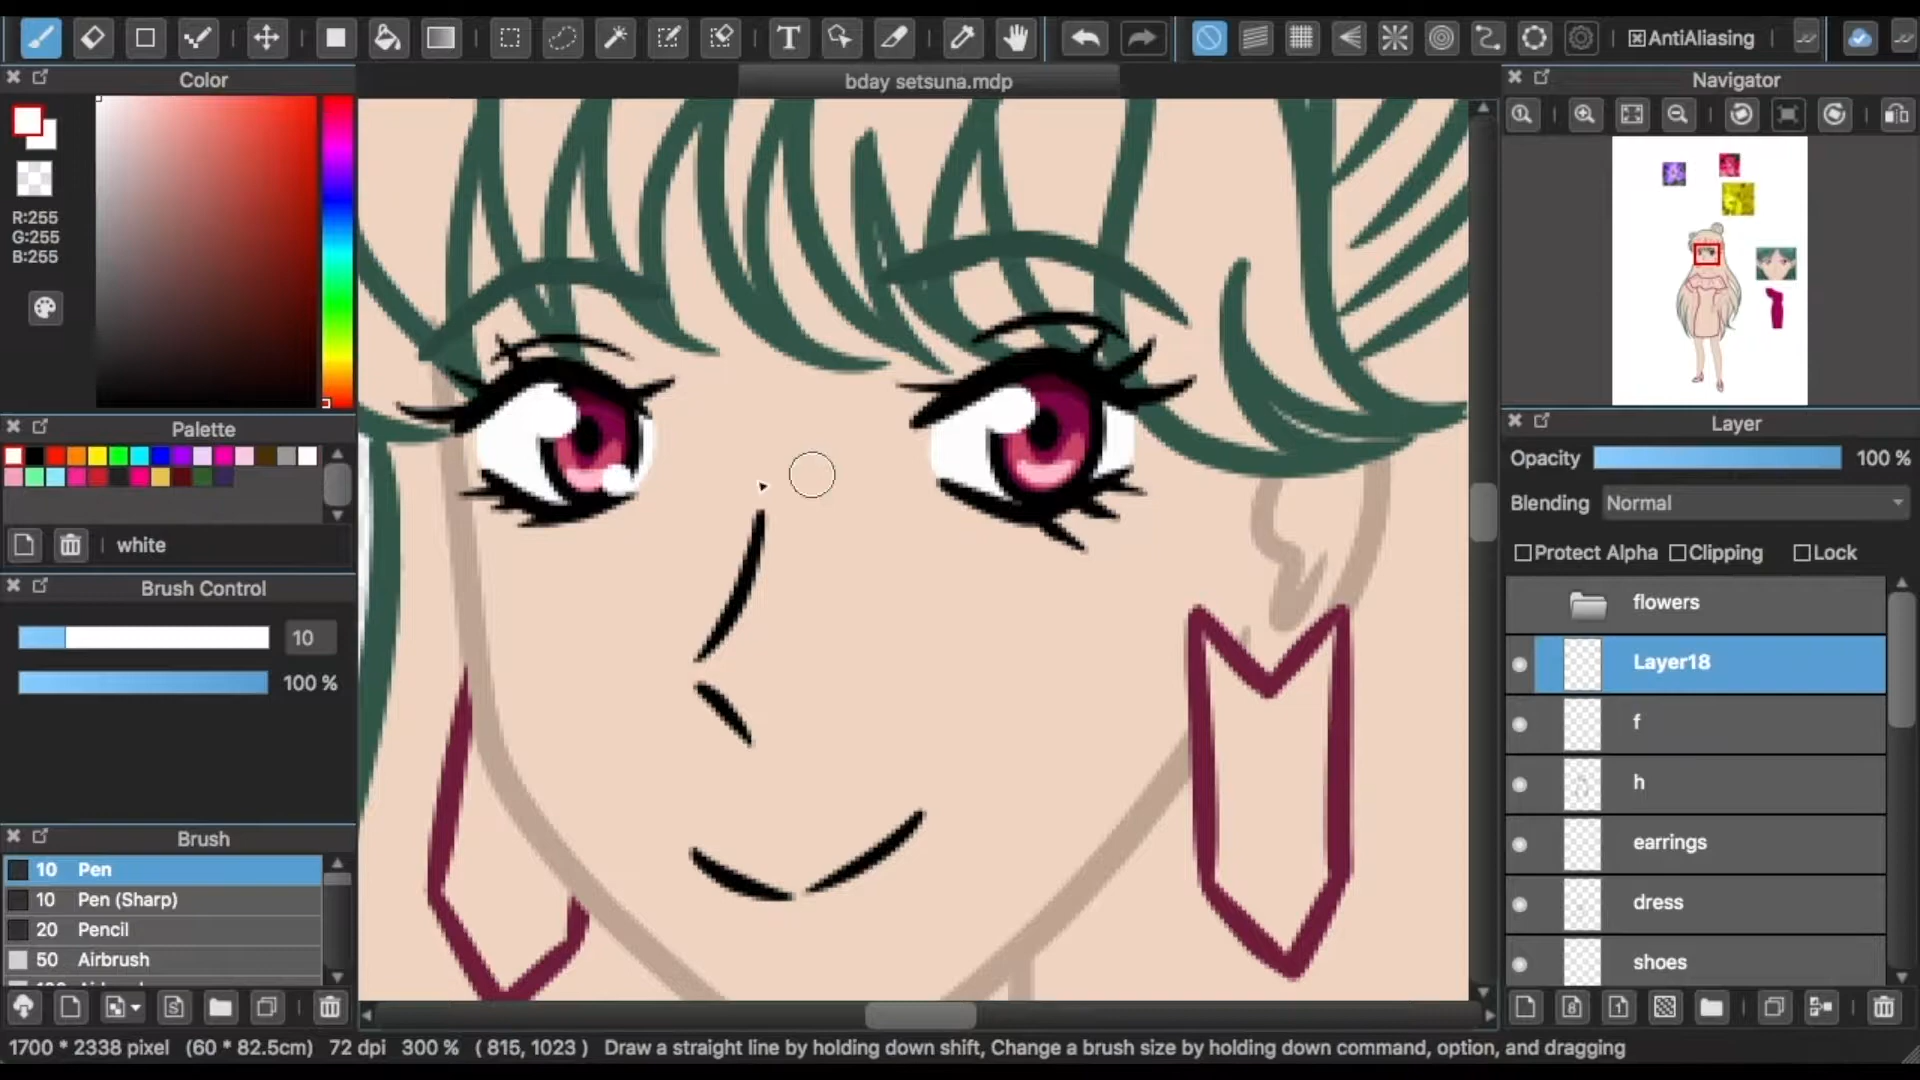 T
AntiAliasing
Color
bday setsuna.mdp
Navigator
R:255
G:255
B:255
Palette
white
Brush Control
10
100 %
Brush
10 Pen
10 Pen (Sharp)
20 Pencil
50 Airbrush
Layer
Opacity 100 %
Blending Normal
Protect Alpha Clipping Lock
flowers
Layer18
f
h
earrings
dress
shoes
1700 * 2338 pixel (60 * 82.5cm) 72 dpi 300 % ( 815, 1023 ) Draw a straight line by holding down shift, Change a brush size by holding down command, option, and dragging